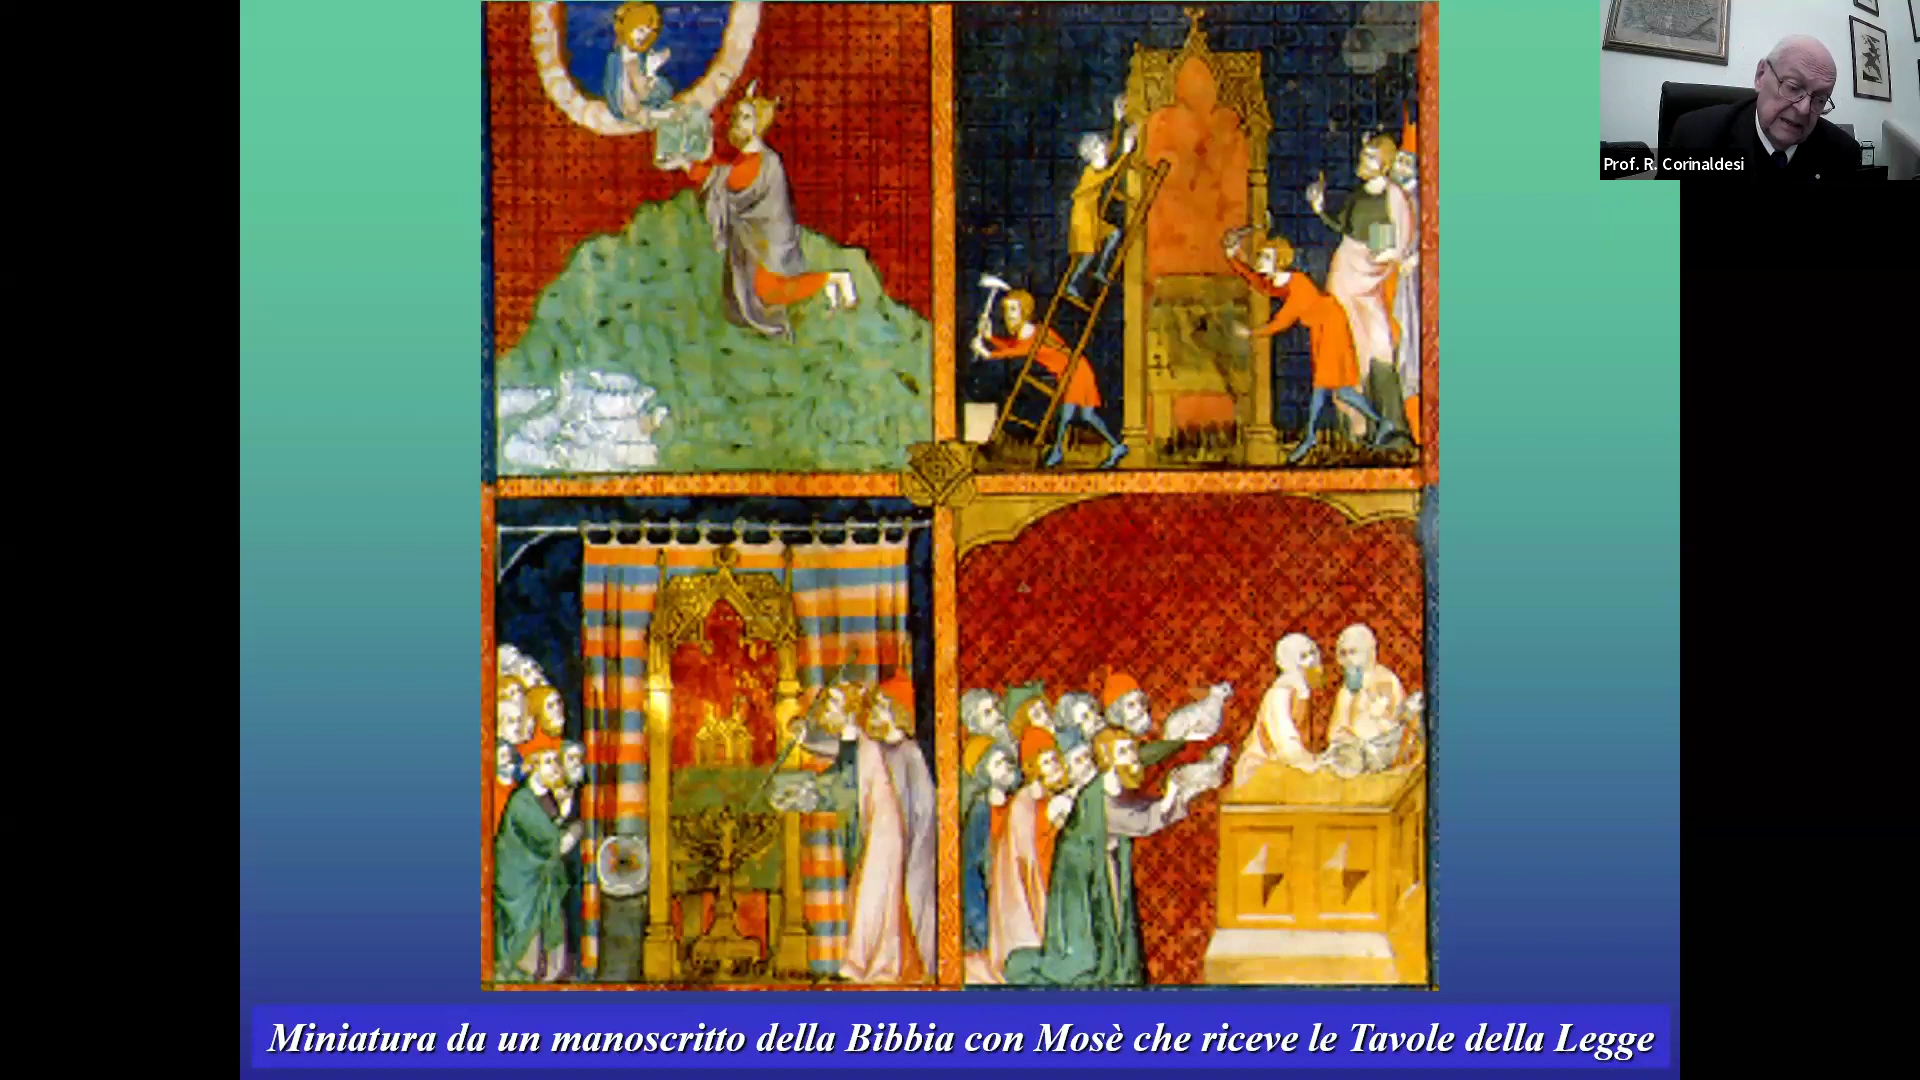 Prof. R. Corinaldesi
Miniatura da un manoscritto della Bibbia con Mosè che riceve le Tavole della Legge